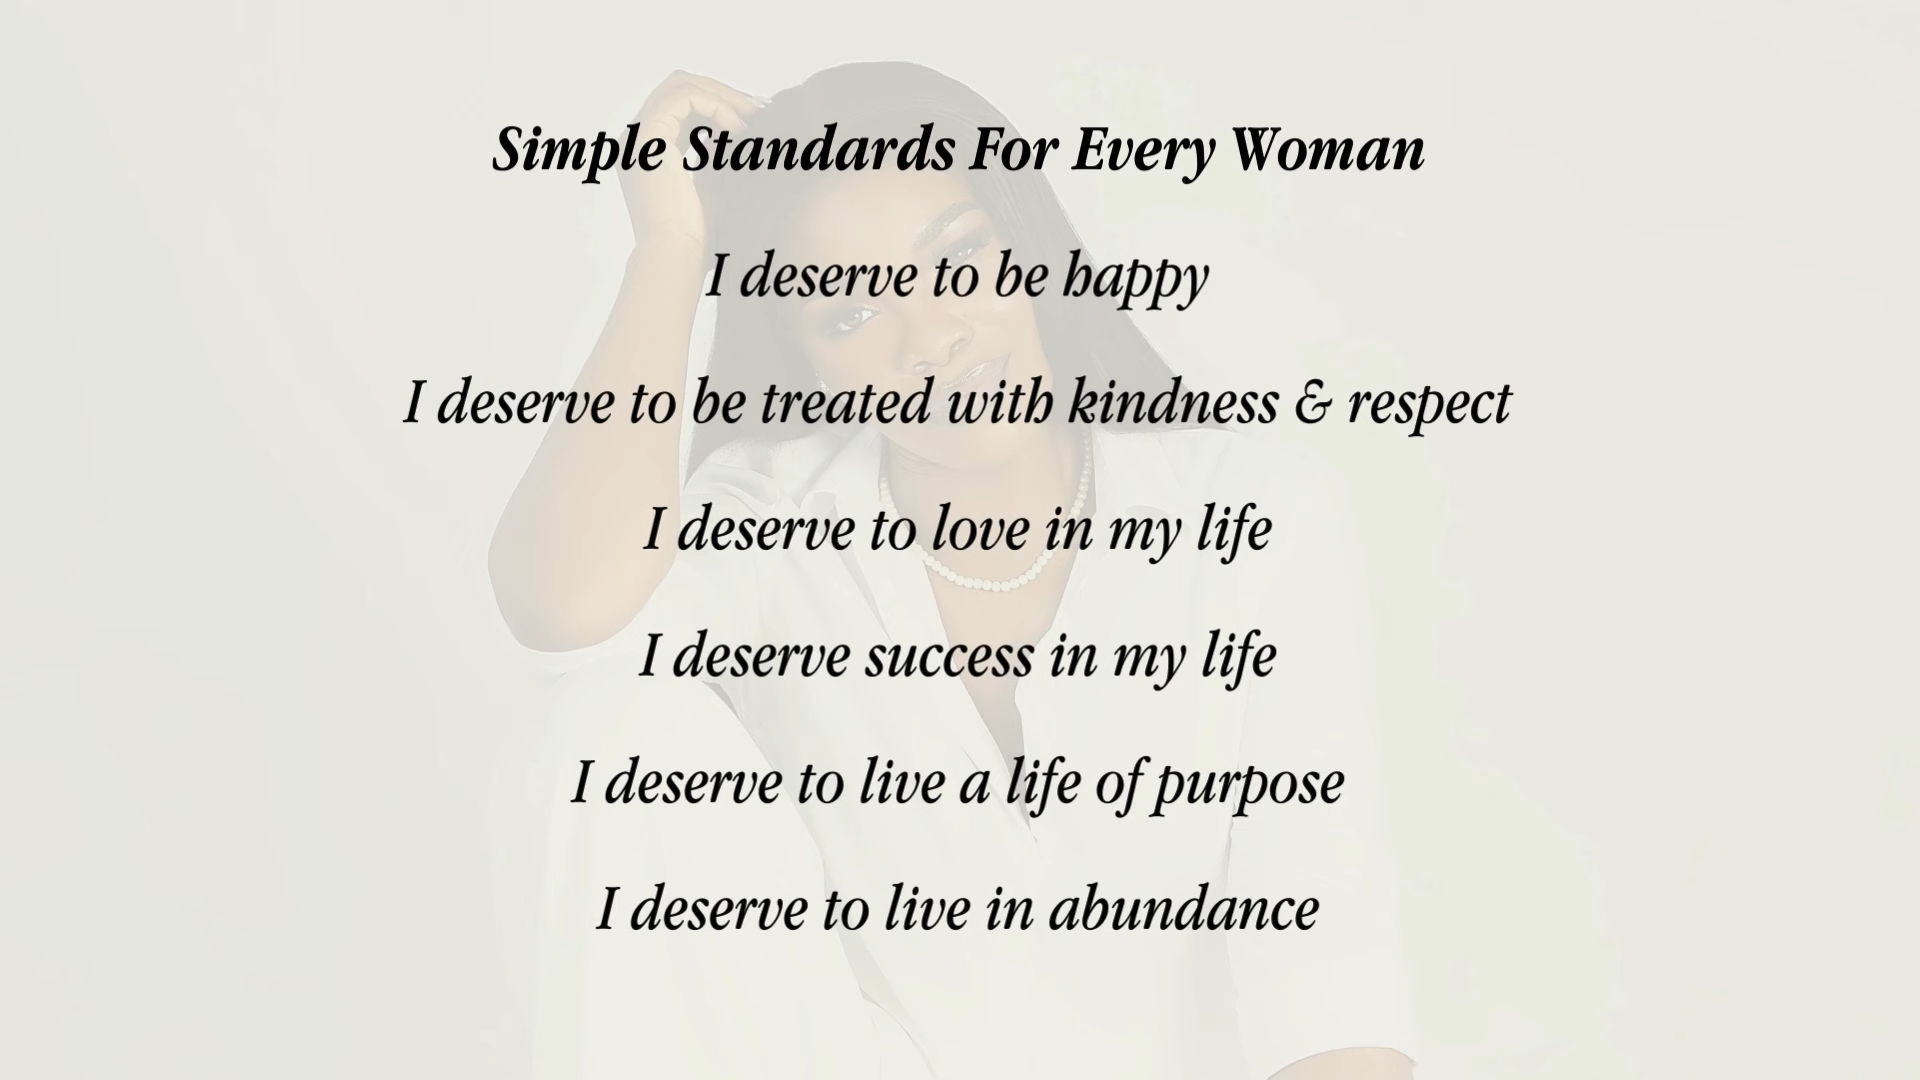 Simple Standards For Every Woman
I deserve to be happy
I deserve to be treated with kindness & respect
I deserve to love in my life
I deserve success in my life
I deserve to live a life of purpose
I deserve to live in abundance